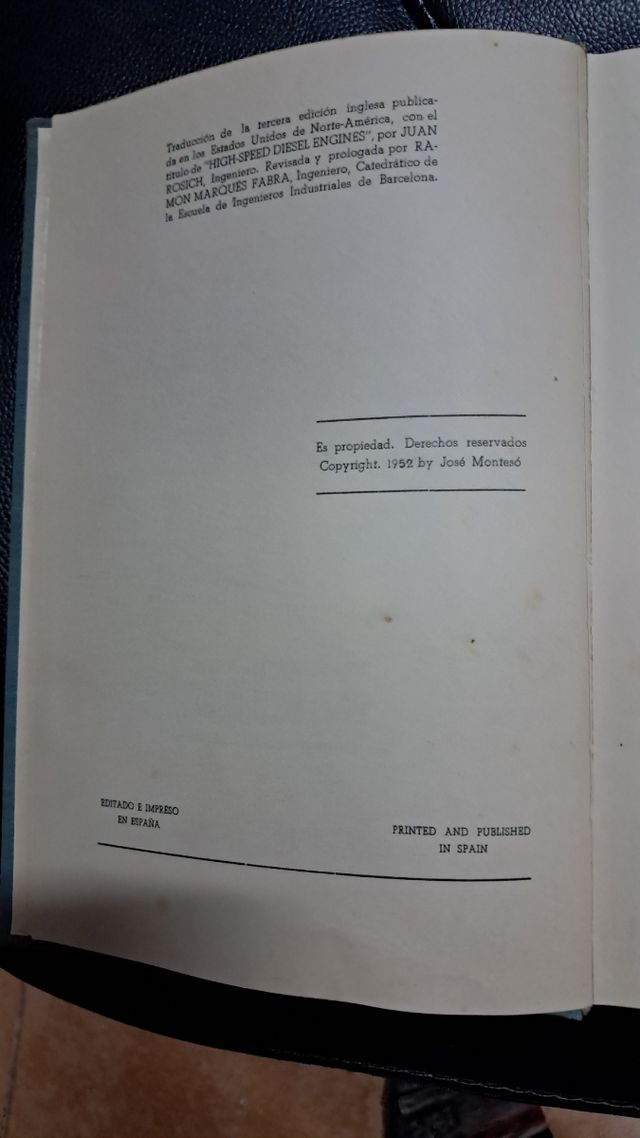 Traducción de la tercera edición inglesa publica-
da en los Estados Unidos de Norte-América, con el
título de "HIGH-SPEED DIESEL ENGINES", por JUAN
ROSICH, Ingeniero. Revisada y prologada por RA-
MON MARQUÉS FABRA, Ingeniero, Catedrático de
la Escuela de Ingenieros Industriales de Barcelona.
Es propiedad. Derechos reservados
Copyright. 1952 by José Montesó
EDITADO E IMPRESO
EN ESPAÑA
PRINTED AND PUBLISHED
IN SPAIN